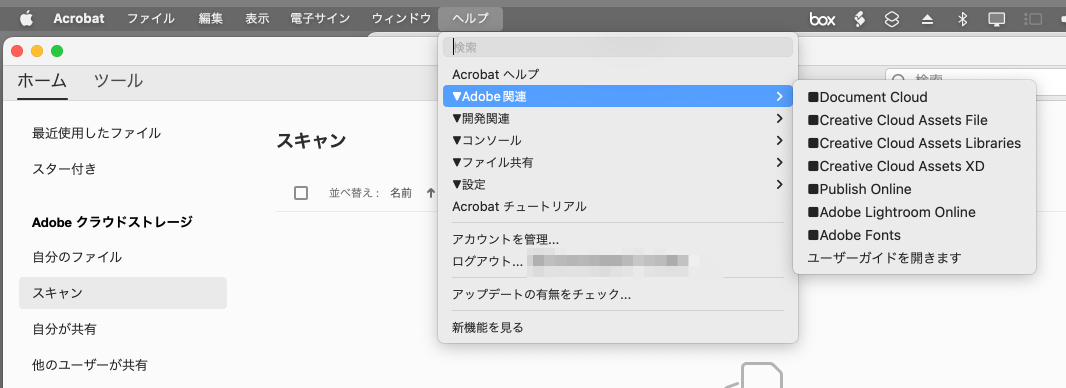 Acrobat ファイル 編集 表示 電子サイン ウィンドウ ヘルプ box
ホーム ツール
検索
最近使用したファイル
スター付き
Adobe クラウドストレージ
自分のファイル
スキャン
自分が共有
他のユーザーが共有
スキャン
並べ替え: 名前 ↑
検索
Acrobat ヘルプ
▼Adobe関連
▼開発関連
▼コンソール
▼ファイル共有
▼設定
Acrobat チュートリアル
アカウントを管理...
ログアウト...
アップデートの有無をチェック...
新機能を見る
■Document Cloud
■Creative Cloud Assets File
■Creative Cloud Assets Libraries
■Creative Cloud Assets XD
■Publish Online
■Adobe Lightroom Online
■Adobe Fonts
ユーザーガイドを開きます